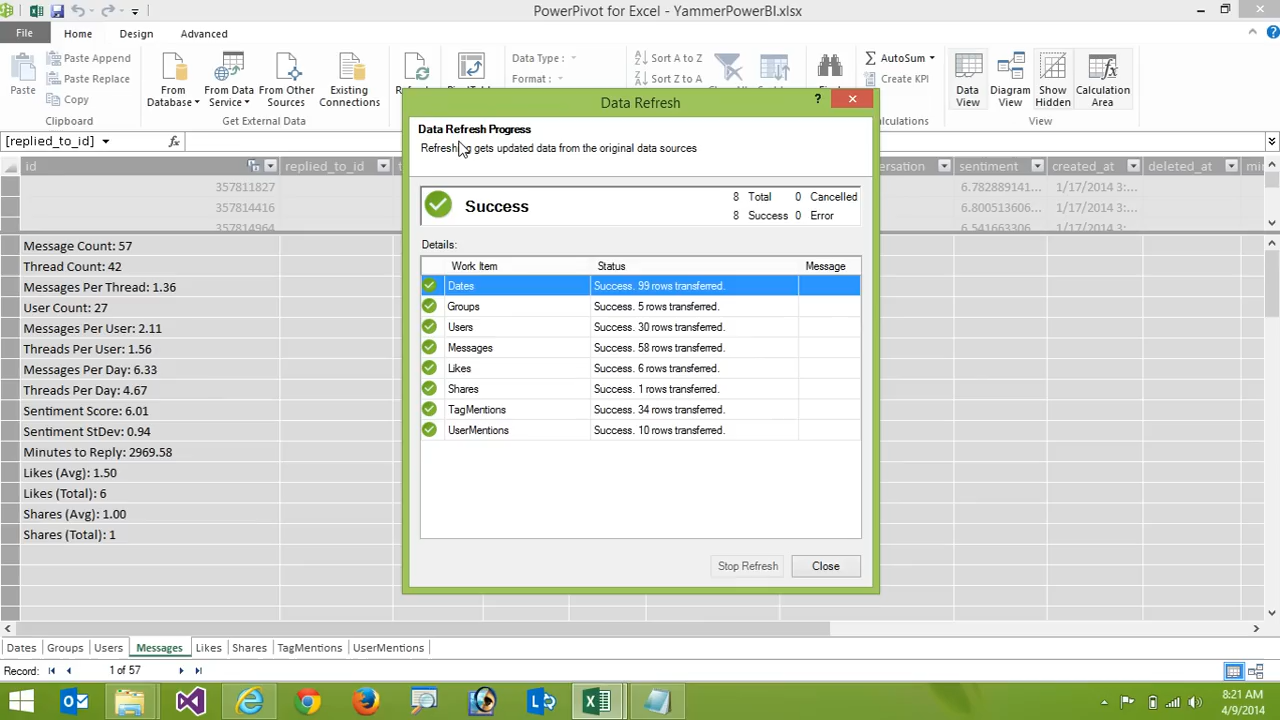 PowerPivot for Excel - YammerPowerBI.xlsx
File Home Design Advanced
Paste
Paste Append
Paste Replace
Copy
Clipboard
From Database
From Data Service
From Other Sources
Existing Connections
Get External Data
Data Type :
Format :
Sort A to Z
Sort Z to A
AutoSum
Create KPI
Data View
Diagram View
Show Hidden
Calculation Area
View
[replied_to_id] fx
id replied_to_id sentiment created_at deleted_at
357811827 6.782889141... 1/17/2014 3:...
357814416 6.800513606... 1/17/2014 3:...
357814964 6.541663306... 1/17/2014 3:...
Message Count: 57
Thread Count: 42
Messages Per Thread: 1.36
User Count: 27
Messages Per User: 2.11
Threads Per User: 1.56
Messages Per Day: 6.33
Threads Per Day: 4.67
Sentiment Score: 6.01
Sentiment StDev: 0.94
Minutes to Reply: 2969.58
Likes (Avg): 1.50
Likes (Total): 6
Shares (Avg): 1.00
Shares (Total): 1
Data Refresh
?
Data Refresh Progress
Refreshing gets updated data from the original data sources
Success
8 Total 0 Cancelled
8 Success 0 Error
Details:
Work Item Status Message
Dates Success. 99 rows transferred.
Groups Success. 5 rows transferred.
Users Success. 30 rows transferred.
Messages Success. 58 rows transferred.
Likes Success. 6 rows transferred.
Shares Success. 1 rows transferred.
TagMentions Success. 34 rows transferred.
UserMentions Success. 10 rows transferred.
Stop Refresh Close
Dates Groups Users Messages Likes Shares TagMentions UserMentions
Record: 1 of 57
8:21 AM
4/9/2014